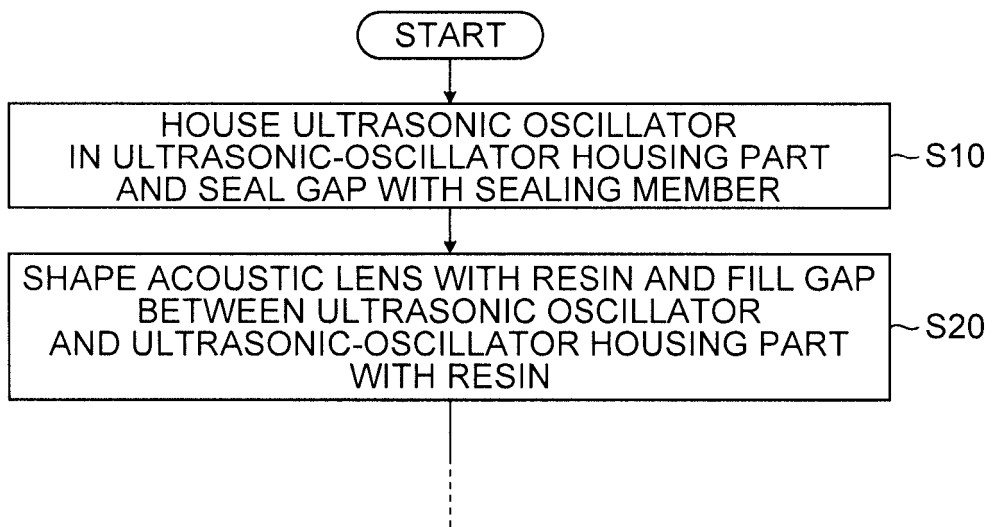 START
HOUSE ULTRASONIC OSCILLATOR
IN ULTRASONIC-OSCILLATOR HOUSING PART
AND SEAL GAP WITH SEALING MEMBER
S10
SHAPE ACOUSTIC LENS WITH RESIN AND FILL GAP
BETWEEN ULTRASONIC OSCILLATOR
AND ULTRASONIC-OSCILLATOR HOUSING PART
WITH RESIN
S20